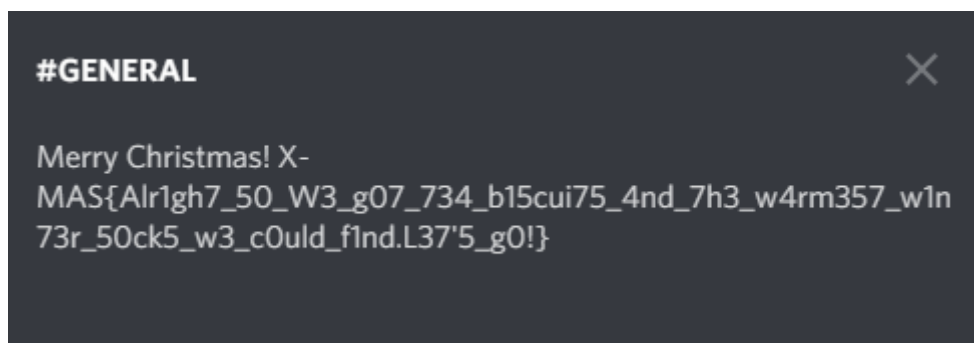 #GENERAL
Merry Christmas! X-
MAS{Alr1gh7_50_W3_g07_734_b15cui75_4nd_7h3_w4rm357_w1n
73r_50ck5_w3_c0uld_f1nd.L37'5_g0!}